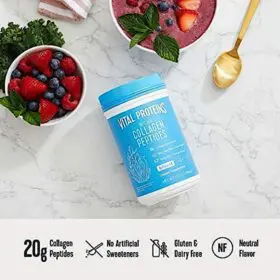 VITAL PROTEINS
COLLAGEN
PEPTIDES
20g Collagen
Peptides
No Artificial
Sweeteners
Gluten &
Dairy Free
NF Neutral
Flavor